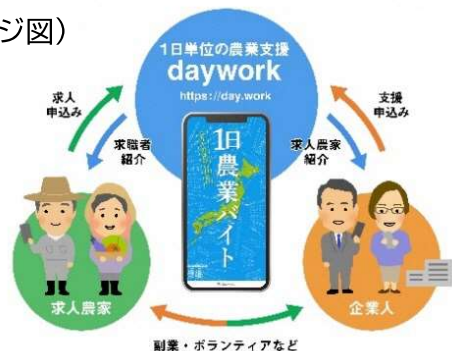 ジ図）
1日単位の農業支援
daywork
https://day.work
求人
申込み
支援
申込み
求職者
紹介
求人農家
紹介
1日農業バイト
求人農家
企業人
副業・ボランティアなど